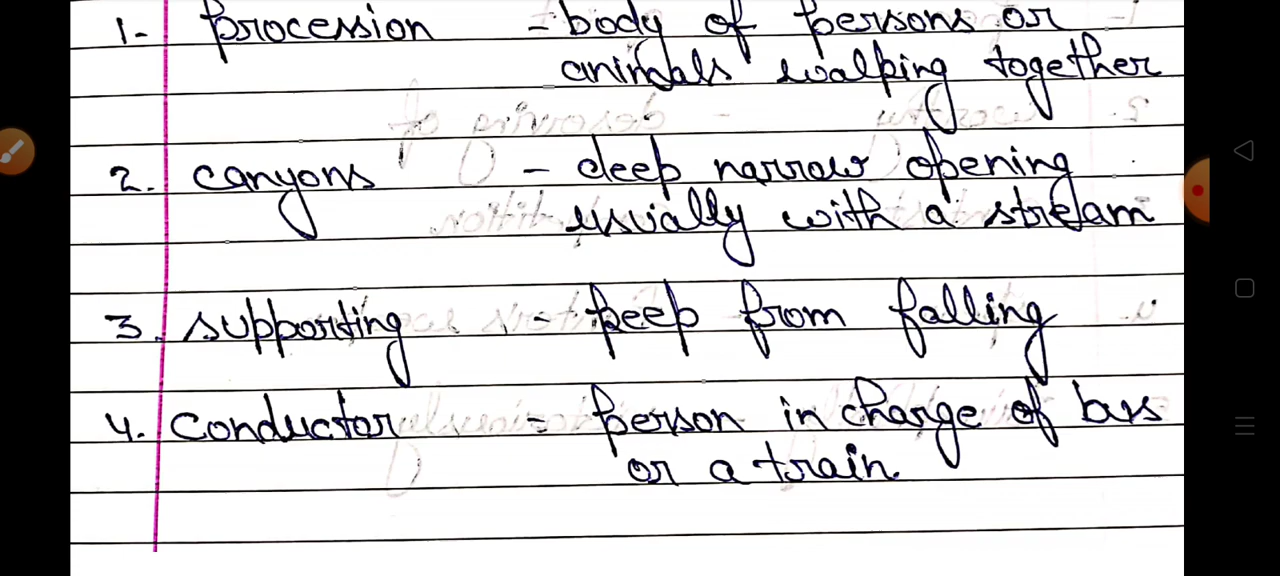 1- procession - body of persons or
animals walking together
2. canyons - deep narrow opening
usually with a stream
3. supporting - keep from falling
4. conductor = person in charge of bus
or a train.